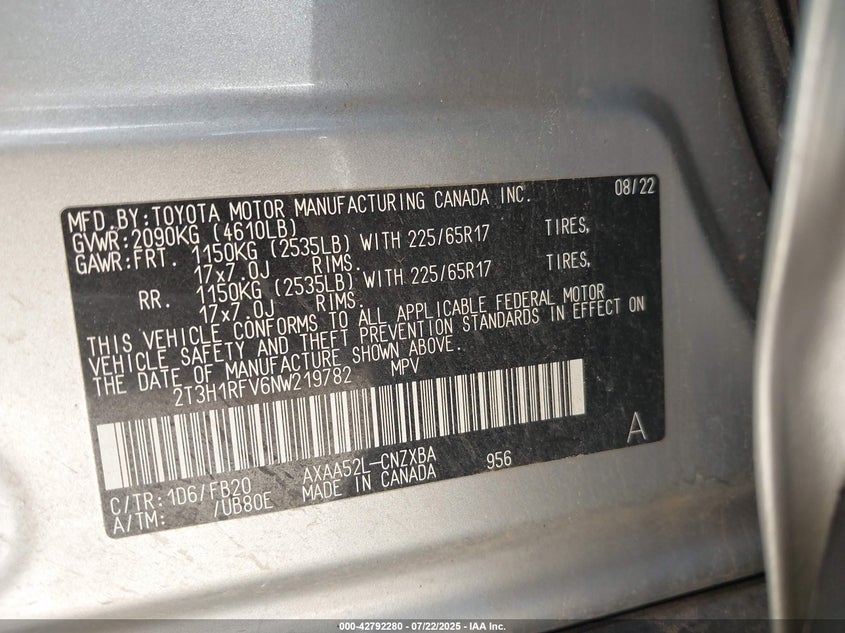 MFD.BY:TOYOTA MOTOR MANUFACTURING CANADA INC. 08/22
GVWR:2090KG (4610LB)
GAWR:FRT. 1150KG (2535LB) WITH 225/65R17 TIRES,
17x7.0J RIMS.
RR. 1150KG (2535LB) WITH 225/65R17 TIRES,
17x7.0J RIMS.
THIS VEHICLE CONFORMS TO ALL APPLICABLE FEDERAL MOTOR
VEHICLE SAFETY AND THEFT PREVENTION STANDARDS IN EFFECT ON
THE DATE OF MANUFACTURE SHOWN ABOVE.
2T3H1RFV6NW219782 MPV
A
C/TR:1D6/FB20 AXAA52L-CNZXBA 956
A/TM: /UB80E MADE IN CANADA
000-42792280 - 07/22/2025 - IAA Inc.